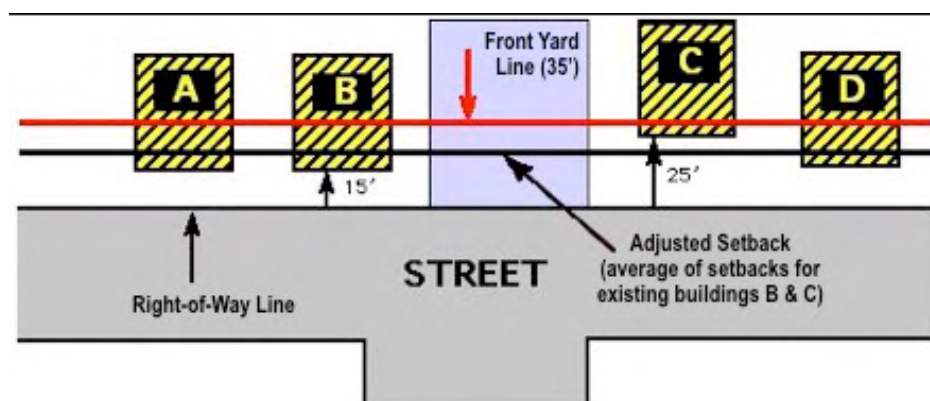 A
B
Front Yard
Line (35')
C
D
15'
25'
Right-of-Way Line
STREET
Adjusted Setback
(average of setbacks for
existing buildings B & C)